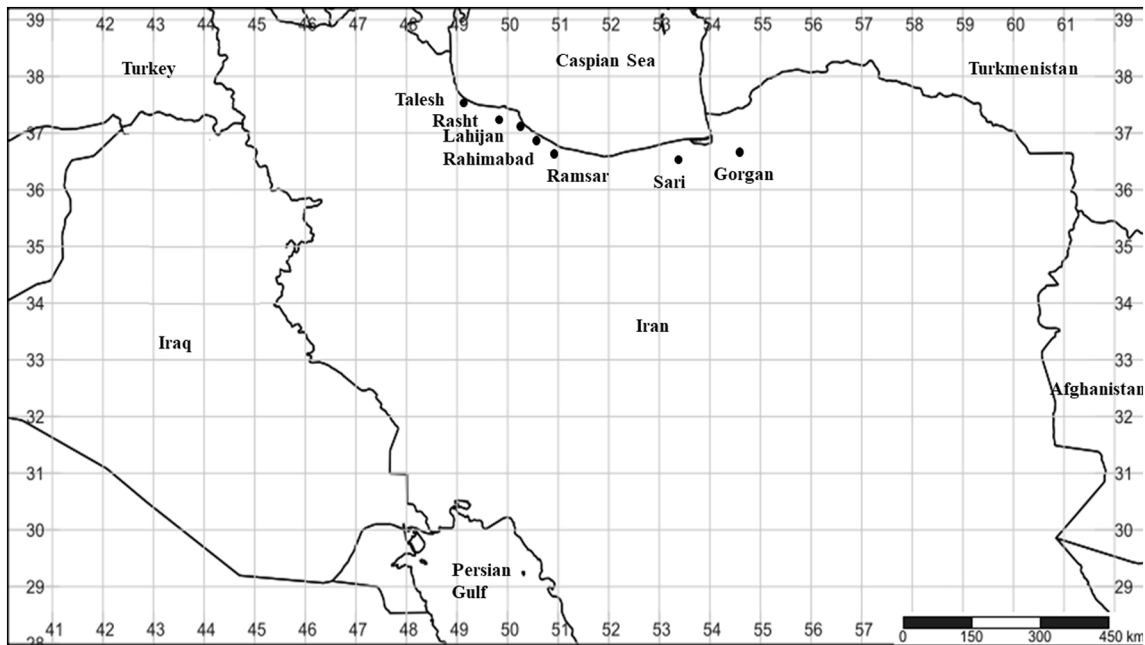 42 43 44 45 46 47 48 49 50 51 52 53 54 55 56 57 58 59 60 61
39 39
Caspian Sea
Turkey
Turkmenistan
38 38
Talesh
Rasht
37 37
Lahijan
Rahimabad
Ramsar
Sari
Gorgan
36 36
35 35
34 34
Iran
Iraq
33 33
Afghanistan
32 32
31 31
30 30
Persian
Gulf
29 29
28 28
41 42 43 44 45 46 47 48 49 50 51 52 53 54 55 56 57
0 150 300 450 km